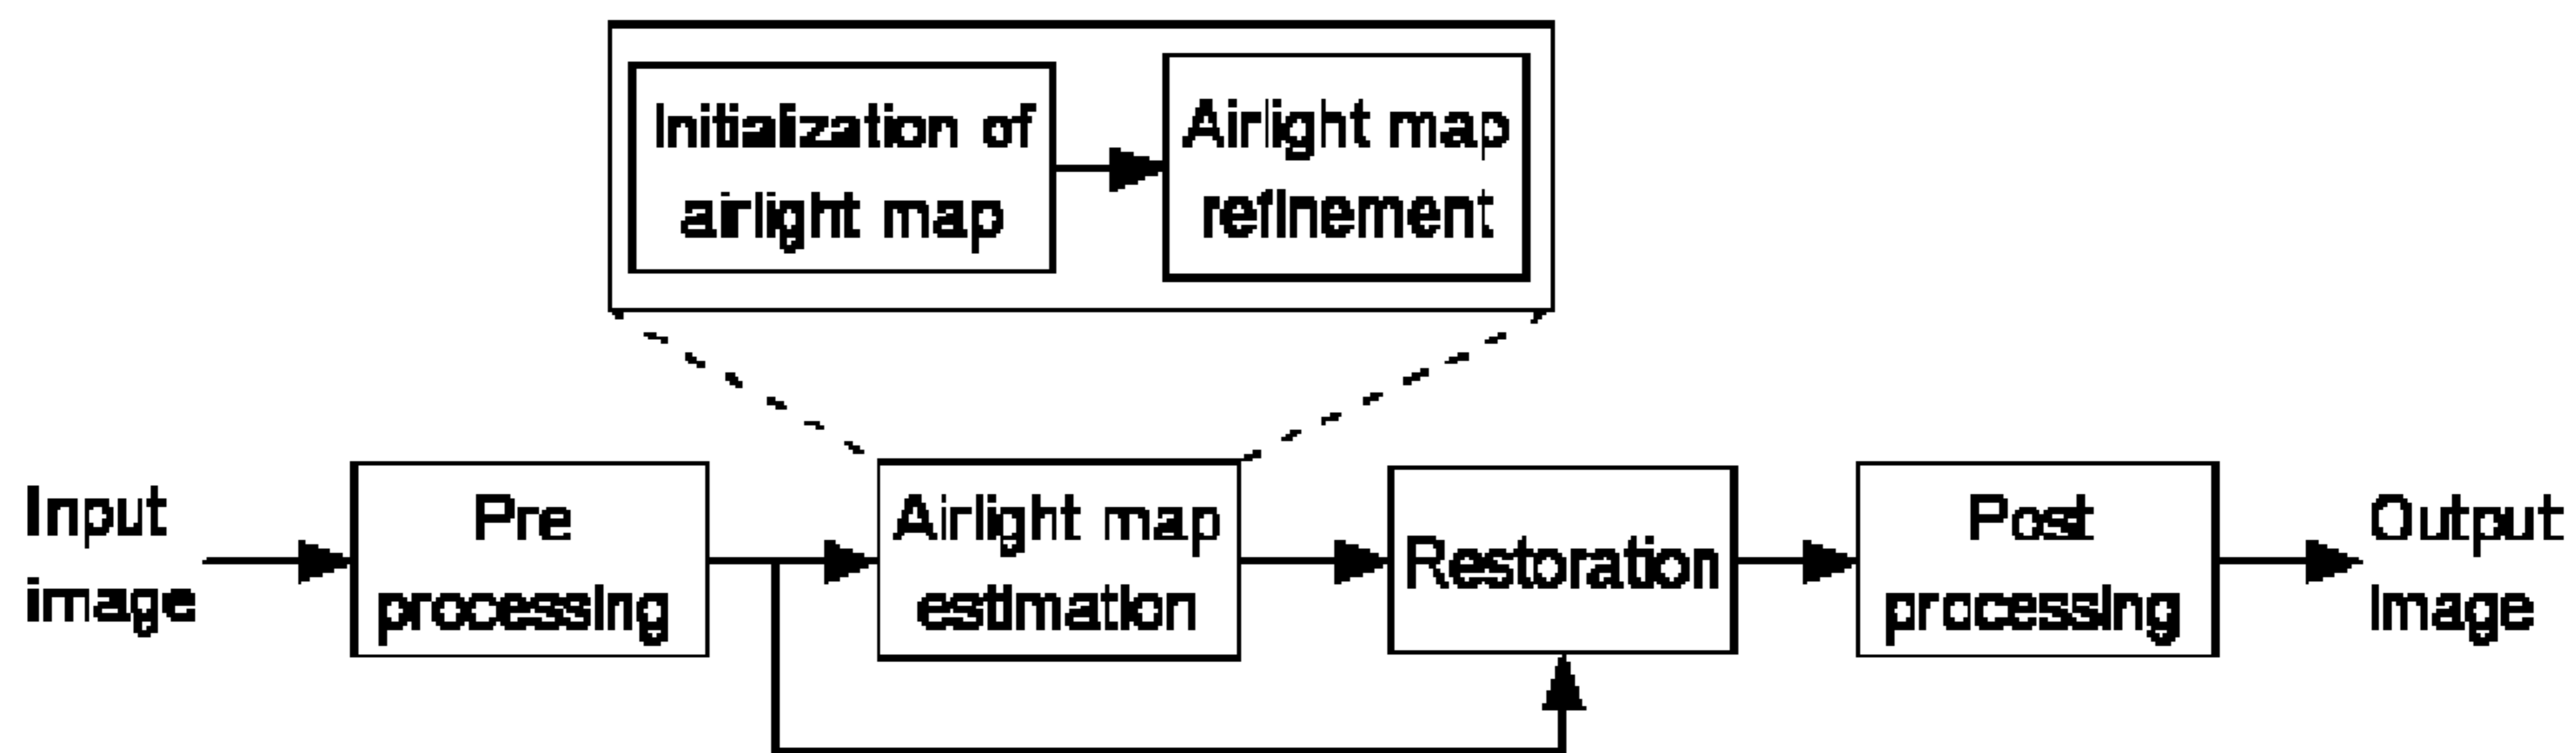 Initialization of
airlight map
Airlight map
refinement
Input
image
Pre
processing
Airlight map
estimation
Restoration
Post
processing
Output
image